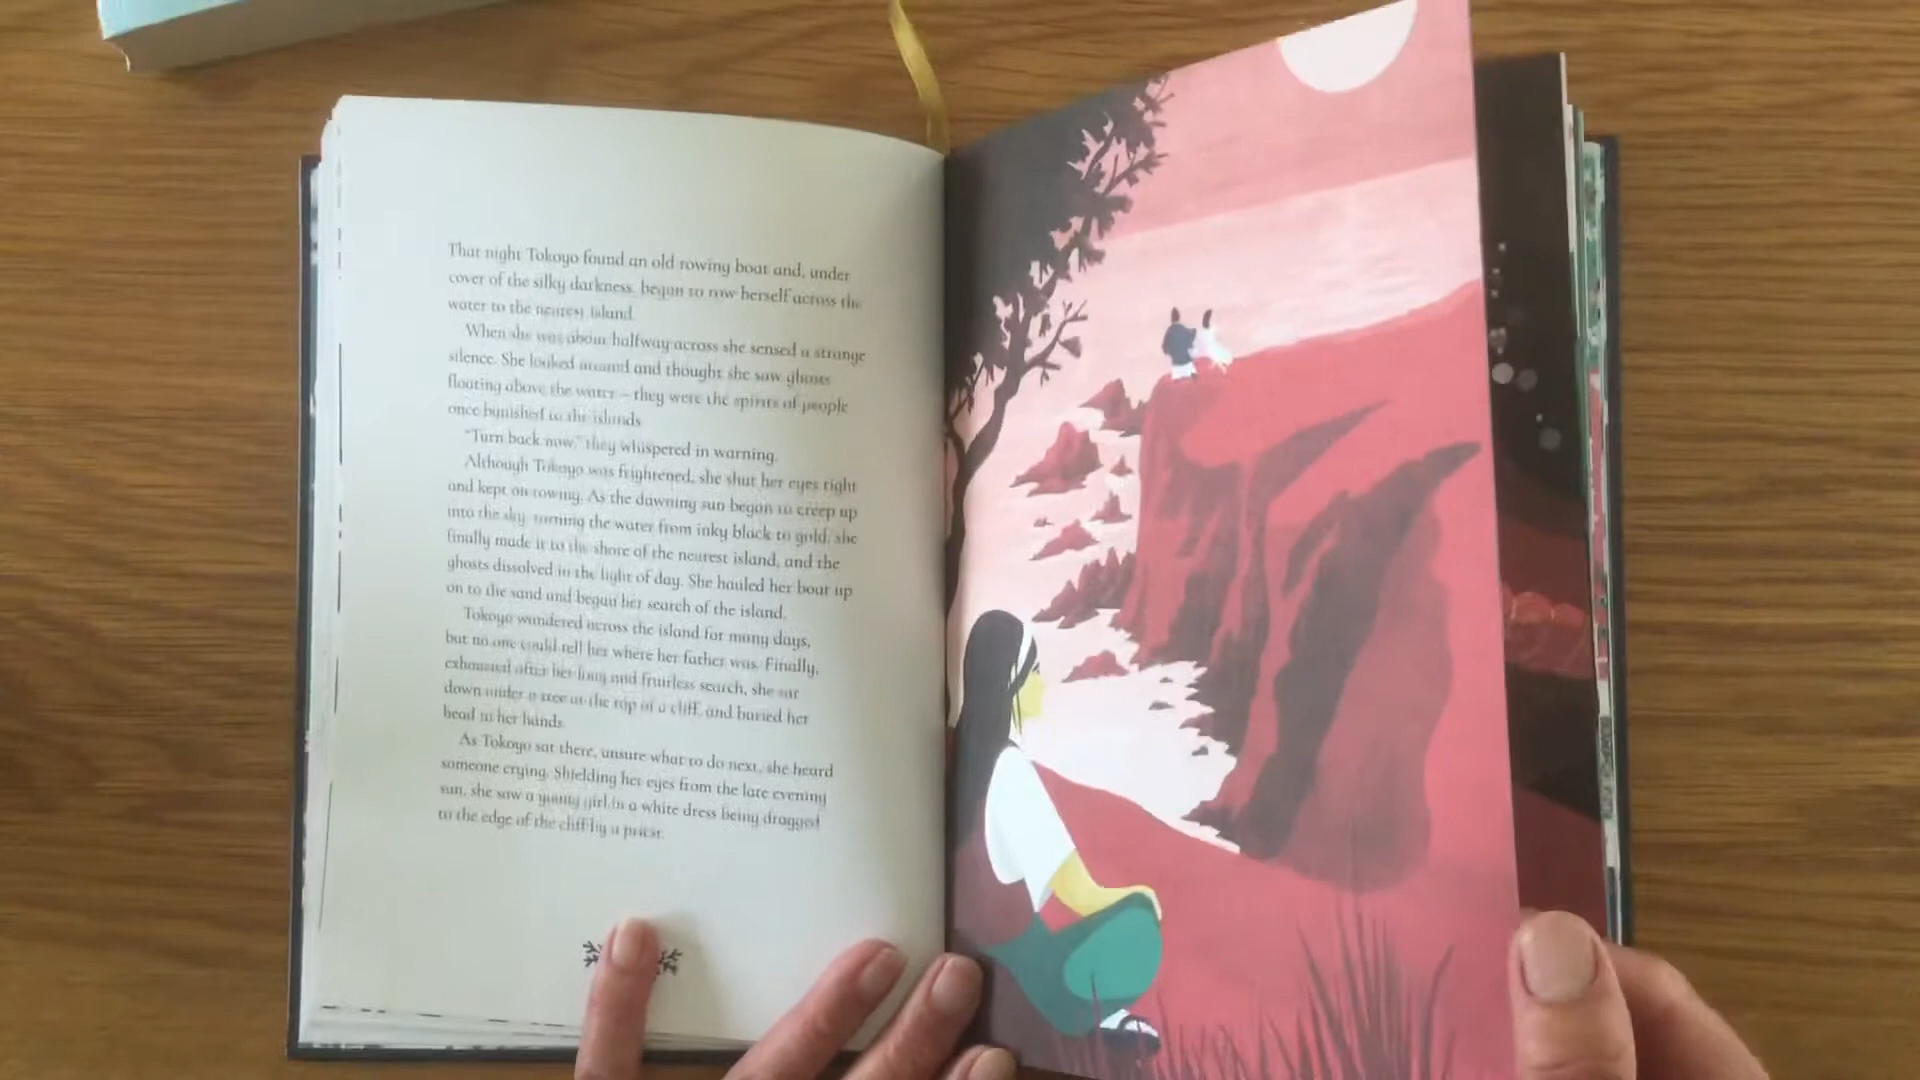 That night Tokoyo found an old rowing boat and, under
cover of the silky darkness, began to row herself across the
water to the nearest island.
When she was about halfway across she sensed a strange
silence. She looked around and thought she saw ghosts
floating above the water – they were the spirits of people
once banished to the islands.
“Turn back now,” they whispered in warning.
Although Tokoyo was frightened, she shut her eyes tight
and kept on rowing. As the dawning sun began to creep up
into the sky, turning the water from inky black to gold, she
finally made it to the shore of the nearest island, and the
ghosts dissolved in the light of day. She hauled her boat up
on to the sand and began her search of the island.
Tokoyo wandered across the island for many days,
but no one could tell her where her father was. Finally,
exhausted after her long and fruitless search, she sat
down under a tree at the top of a cliff, and buried her
head in her hands.
As Tokoyo sat there, unsure what to do next, she heard
someone crying. Shielding her eyes from the late evening
sun, she saw a young girl in a white dress being dragged
to the edge of the cliff by a priest.